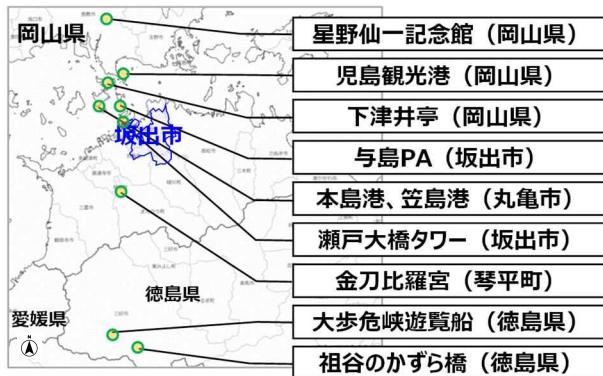 岡山県
星野仙一記念館（岡山県）
児島観光港（岡山県）
下津井亭（岡山県）
与島PA（坂出市）
坂出市
本島港、笠島港（丸亀市）
瀬戸大橋タワー（坂出市）
金刀比羅宮（琴平町）
徳島県
愛媛県
大歩危峡遊覧船（徳島県）
祖谷のかずら橋（徳島県）